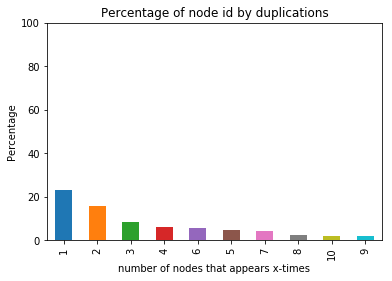 Percentage of node id by duplications
100
80
60
40
20
0
Percentage
1 2 3 4 6 5 7 8 10 9
number of nodes that appears x-times